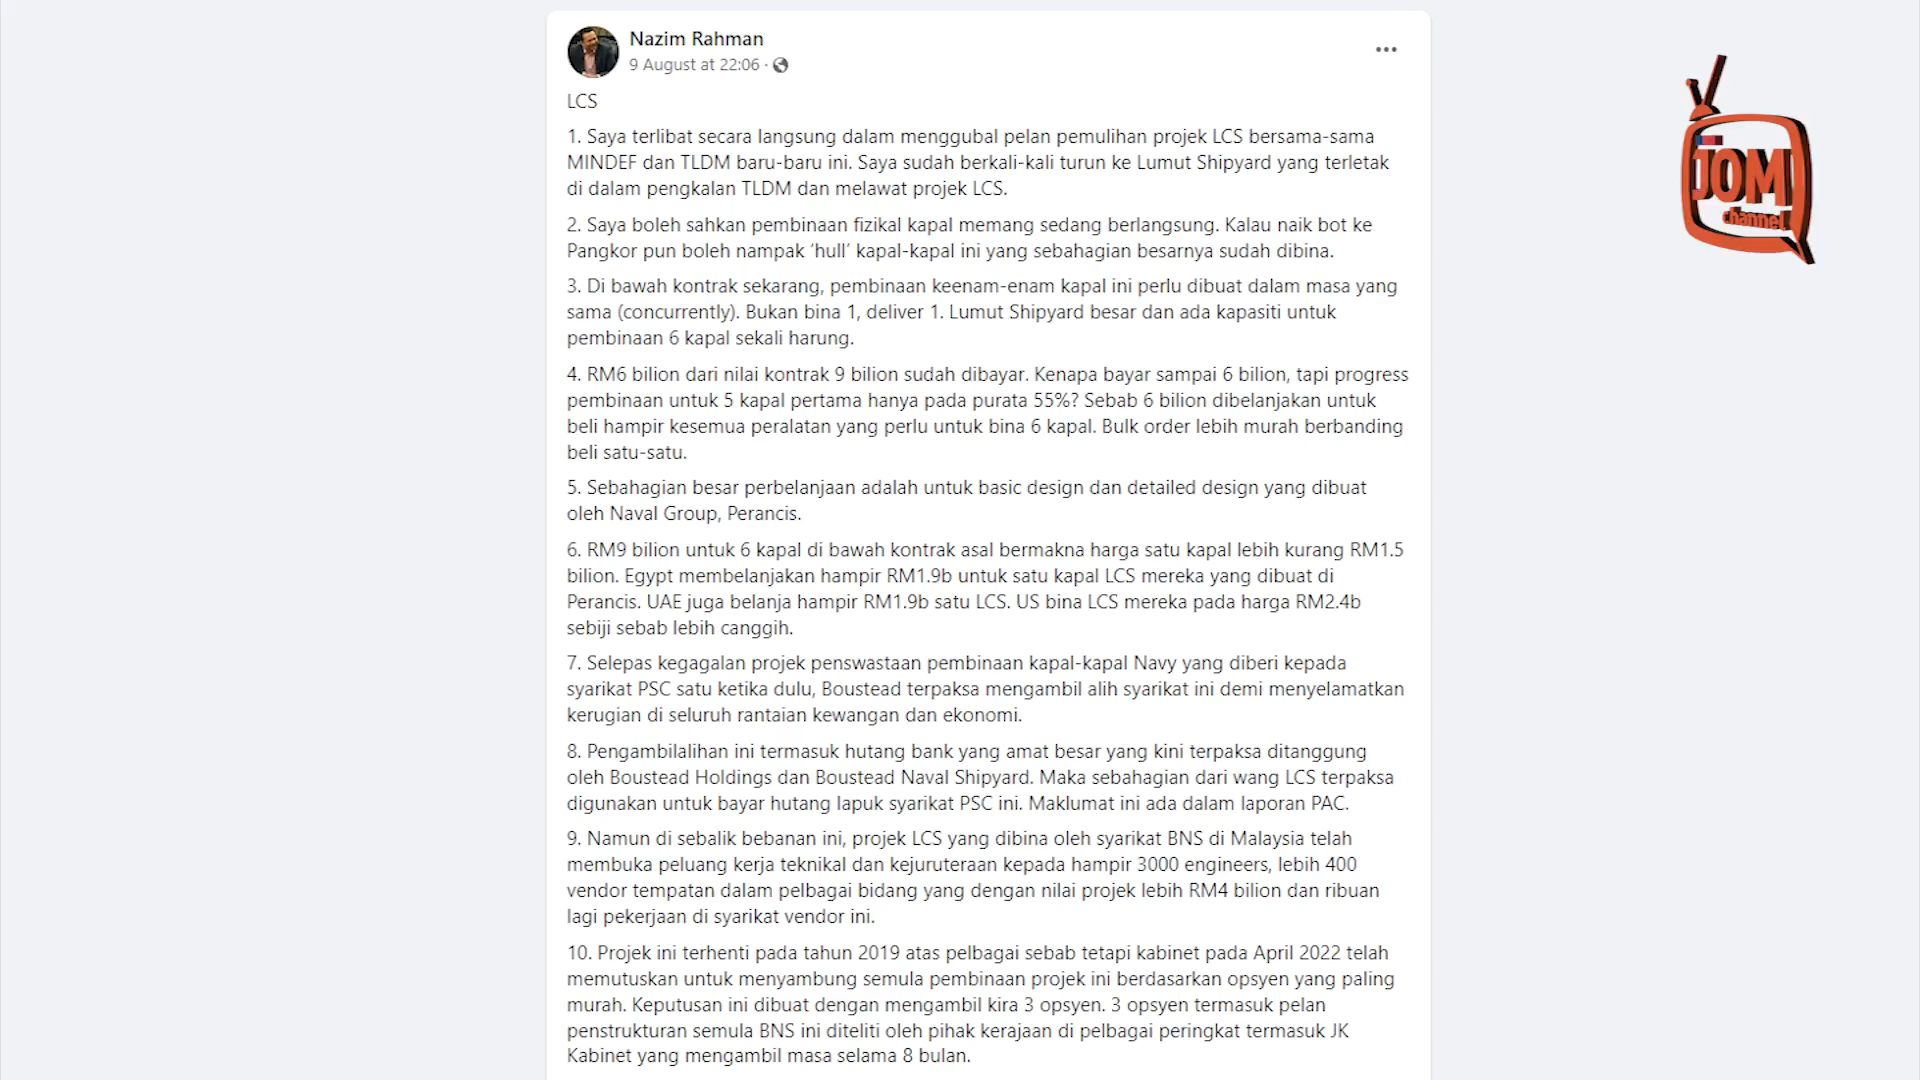 Nazim Rahman
9 August at 22:06 ·
LCS
1. Saya terlibat secara langsung dalam menggubal pelan pemulihan projek LCS bersama-sama
MINDEF dan TLDM baru-baru ini. Saya sudah berkali-kali turun ke Lumut Shipyard yang terletak
di dalam pengkalan TLDM dan melawat projek LCS.
2. Saya boleh sahkan pembinaan fizikal kapal memang sedang berlangsung. Kalau naik bot ke
Pangkor pun boleh nampak ‘hull’ kapal-kapal ini yang sebahagian besarnya sudah dibina.
3. Di bawah kontrak sekarang, pembinaan keenam-enam kapal ini perlu dibuat dalam masa yang
sama (concurrently). Bukan bina 1, deliver 1. Lumut Shipyard besar dan ada kapasiti untuk
pembinaan 6 kapal sekali harung.
4. RM6 bilion dari nilai kontrak 9 bilion sudah dibayar. Kenapa bayar sampai 6 bilion, tapi progress
pembinaan untuk 5 kapal pertama hanya pada purata 55%? Sebab 6 bilion dibelanjakan untuk
beli hampir kesemua peralatan yang perlu untuk bina 6 kapal. Bulk order lebih murah berbanding
beli satu-satu.
5. Sebahagian besar perbelanjaan adalah untuk basic design dan detailed design yang dibuat
oleh Naval Group, Perancis.
6. RM9 bilion untuk 6 kapal di bawah kontrak asal bermakna harga satu kapal lebih kurang RM1.5
bilion. Egypt membelanjakan hampir RM1.9b untuk satu kapal LCS mereka yang dibuat di
Perancis. UAE juga belanja hampir RM1.9b satu LCS. US bina LCS mereka pada harga RM2.4b
sebiji sebab lebih canggih.
7. Selepas kegagalan projek penswastaan pembinaan kapal-kapal Navy yang diberi kepada
syarikat PSC satu ketika dulu, Boustead terpaksa mengambil alih syarikat ini demi menyelamatkan
kerugian di seluruh rantaian kewangan dan ekonomi.
8. Pengambilalihan ini termasuk hutang bank yang amat besar yang kini terpaksa ditanggung
oleh Boustead Holdings dan Boustead Naval Shipyard. Maka sebahagian dari wang LCS terpaksa
digunakan untuk bayar hutang lapuk syarikat PSC ini. Maklumat ini ada dalam laporan PAC.
9. Namun di sebalik bebanan ini, projek LCS yang dibina oleh syarikat BNS di Malaysia telah
membuka peluang kerja teknikal dan kejuruteraan kepada hampir 3000 engineers, lebih 400
vendor tempatan dalam pelbagai bidang yang dengan nilai projek lebih RM4 bilion dan ribuan
lagi pekerjaan di syarikat vendor ini.
10. Projek ini terhenti pada tahun 2019 atas pelbagai sebab tetapi kabinet pada April 2022 telah
memutuskan untuk menyambung semula pembinaan projek ini berdasarkan opsyen yang paling
murah. Keputusan ini dibuat dengan mengambil kira 3 opsyen. 3 opsyen termasuk pelan
penstrukturan semula BNS ini diteliti oleh pihak kerajaan di pelbagai peringkat termasuk JK
Kabinet yang mengambil masa selama 8 bulan.
JOM
channel